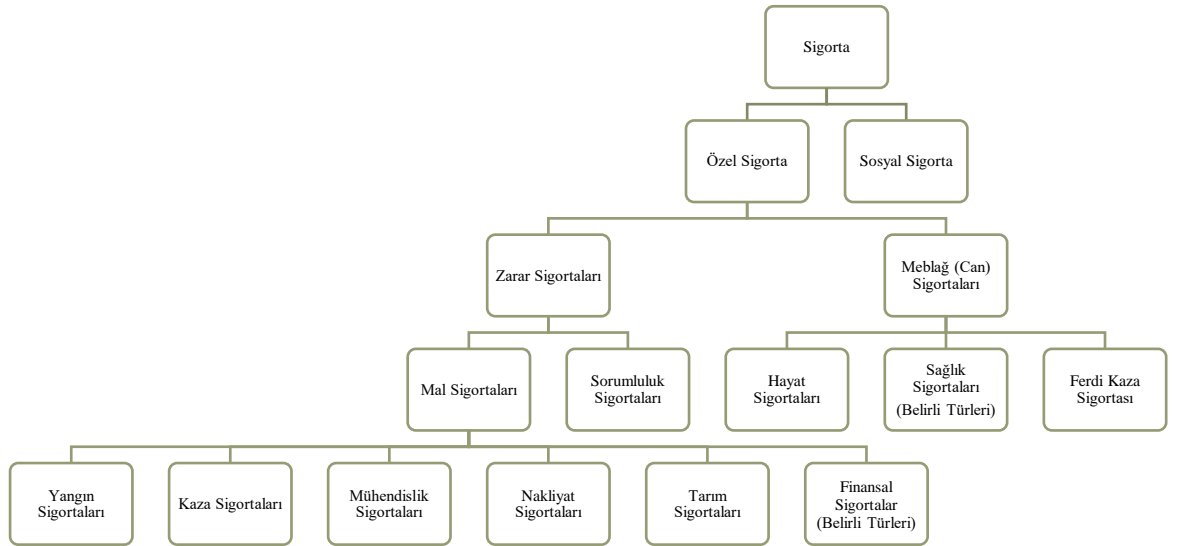 Sigorta
Özel Sigorta
Sosyal Sigorta
Zarar Sigortaları
Meblağ (Can)
Sigortaları
Mal Sigortaları
Sorumluluk
Sigortaları
Hayat
Sigortaları
Sağlık
Sigortaları
(Belirli Türleri)
Ferdi Kaza
Sigortası
Yangın
Sigortaları
Kaza Sigortaları
Mühendislik
Sigortaları
Nakliyat
Sigortaları
Tarım
Sigortaları
Finansal
Sigortalar
(Belirli Türleri)